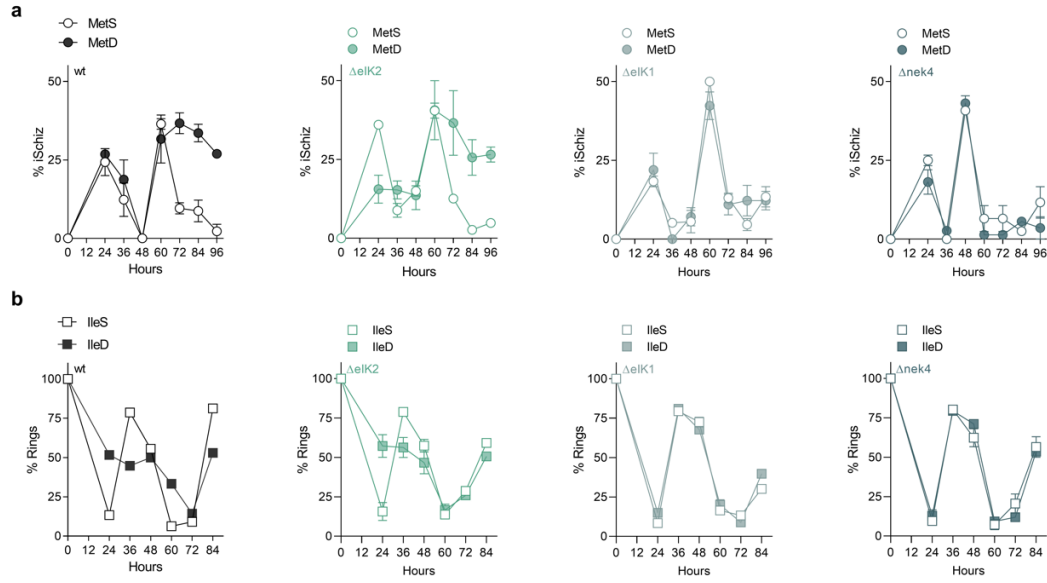 a
MetS
MetD
wt
% iSchiz
50
25
0
0 12 24 36 48 60 72 84 96
Hours
MetS
MetD
ΔeIK2
% iSchiz
50
25
0
0 12 24 36 48 60 72 84 96
Hours
MetS
MetD
ΔeIK1
% iSchiz
50
25
0
0 12 24 36 48 60 72 84 96
Hours
MetS
MetD
Δnek4
% iSchiz
50
25
0
0 12 24 36 48 60 72 84 96
Hours
b
IleS
IleD
wt
% Rings
100
75
50
25
0
0 12 24 36 48 60 72 84
Hours
IleS
IleD
ΔeIK2
% Rings
100
75
50
25
0
0 12 24 36 48 60 72 84
Hours
IleS
IleD
ΔeIK1
% Rings
100
75
50
25
0
0 12 24 36 48 60 72 84
Hours
IleS
IleD
Δnek4
% Rings
100
75
50
25
0
0 12 24 36 48 60 72 84
Hours